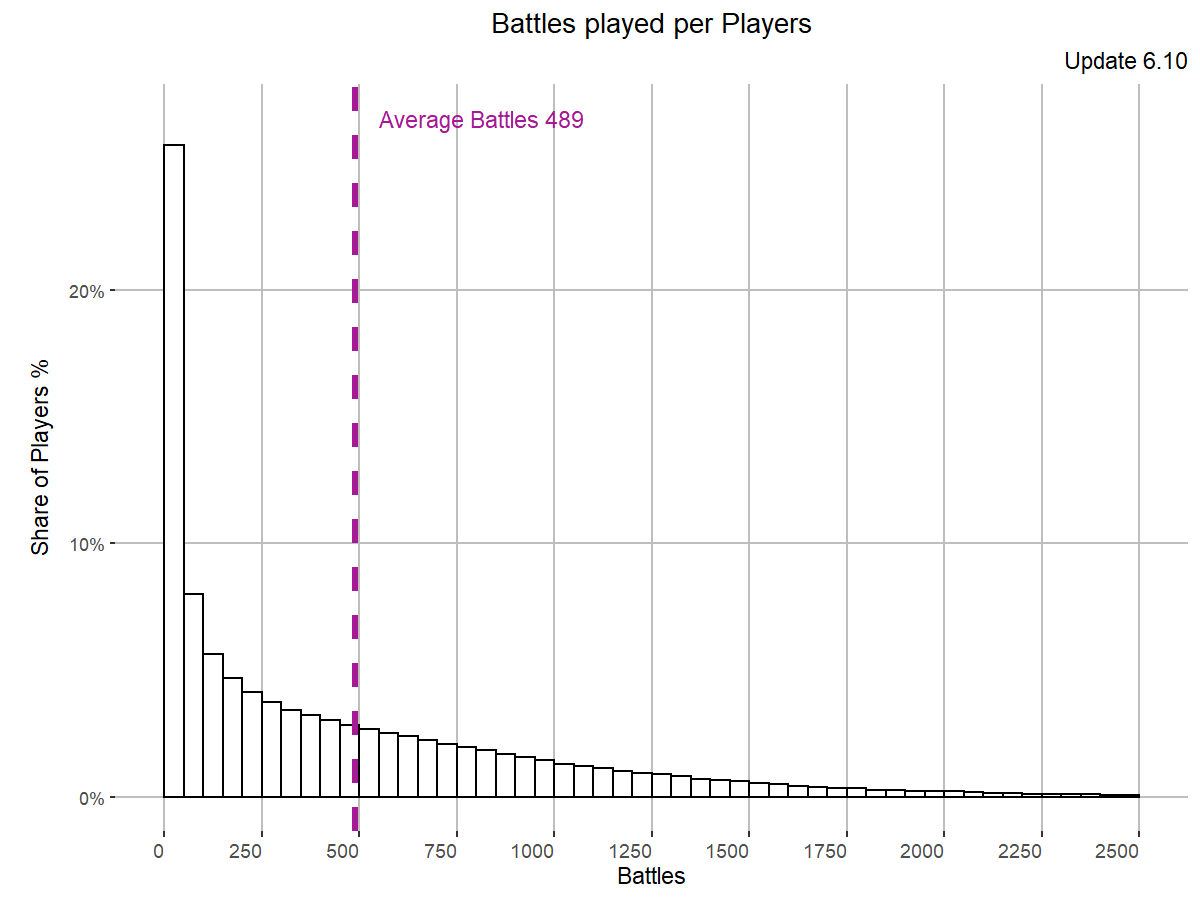 Battles played per Players
Update 6.10
Average Battles 489
Share of Players %
20%
10%
0%
0 250 500 750 1000 1250 1500 1750 2000 2250 2500
Battles